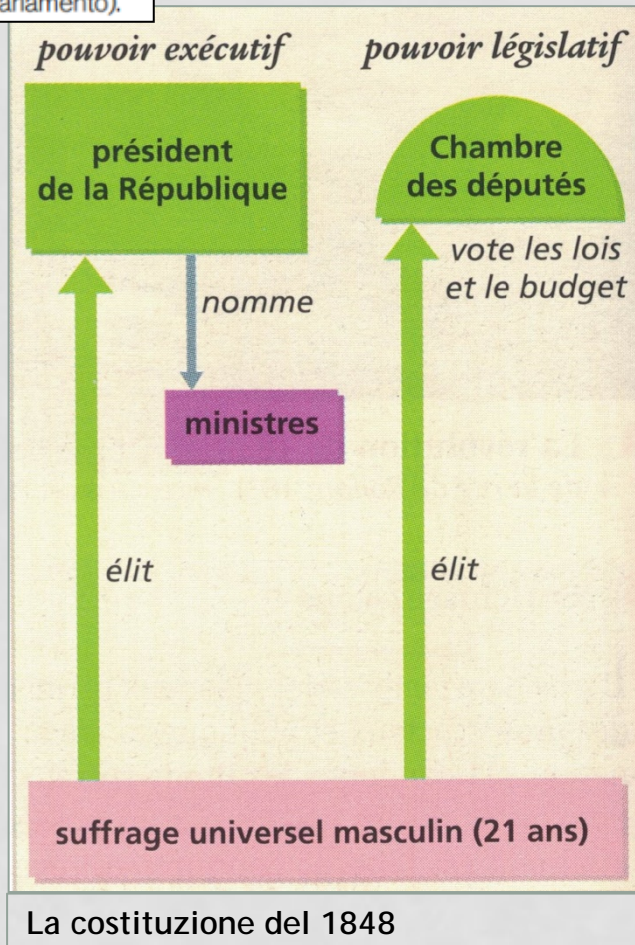 arlamento).
pouvoir exécutif
pouvoir législatif
président
de la République
Chambre
des députés
vote les lois
et le budget
nomme
ministres
élit
élit
suffrage universel masculin (21 ans)
La costituzione del 1848